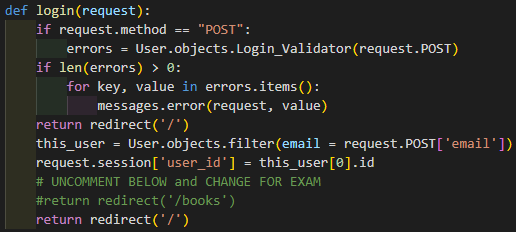 def login(request):
    if request.method == "POST":
        errors = User.objects.Login_Validator(request.POST)
    if len(errors) > 0:
        for key, value in errors.items():
            messages.error(request, value)
    return redirect('/')
    this_user = User.objects.filter(email = request.POST['email'])
    request.session['user_id'] = this_user[0].id
    # UNCOMMENT BELOW and CHANGE FOR EXAM
    #return redirect('/books')
    return redirect('/')